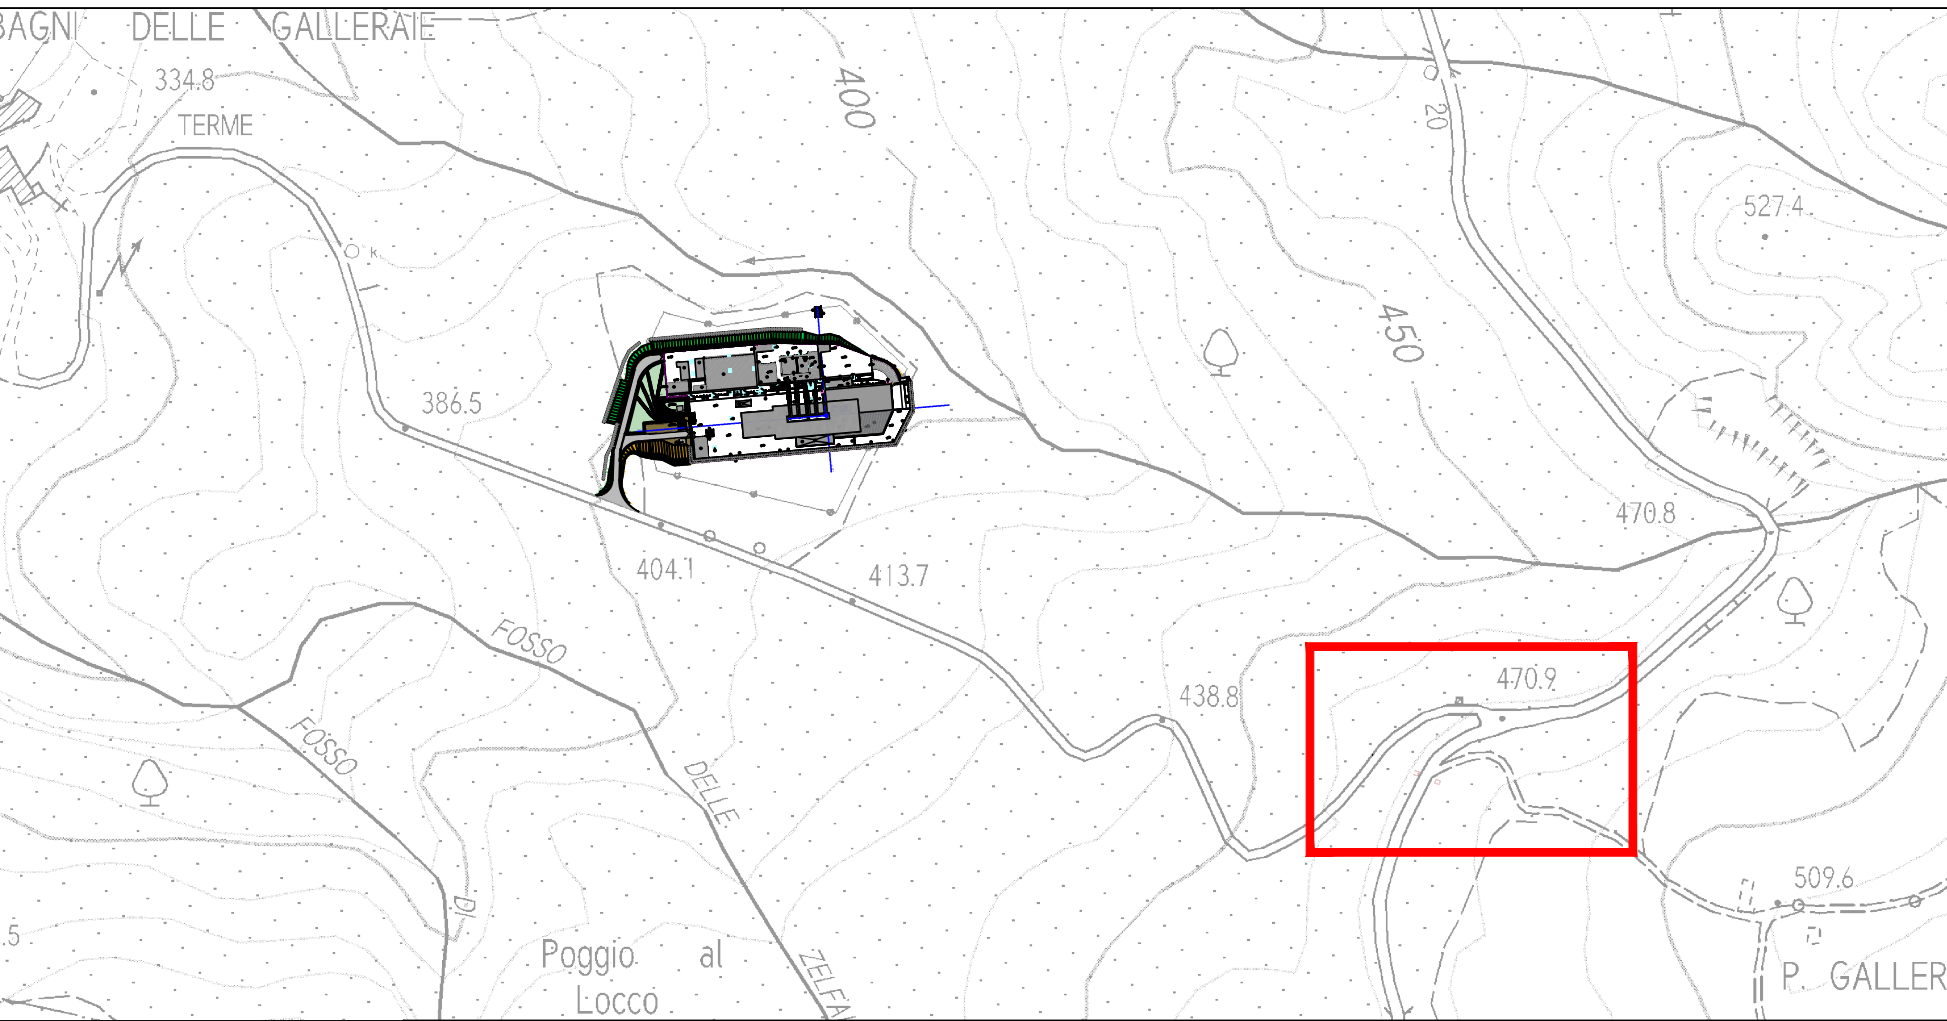 BAGNI DELLE GALLERAIE
334.8
TERME
400
20
527.4
450
386.5
470.8
404.1
413.7
FOSSO
470.9
438.8
FOSSO
DELLE
509.6
DI
.5
Poggio al
Locco
ZELFA
P. GALLER